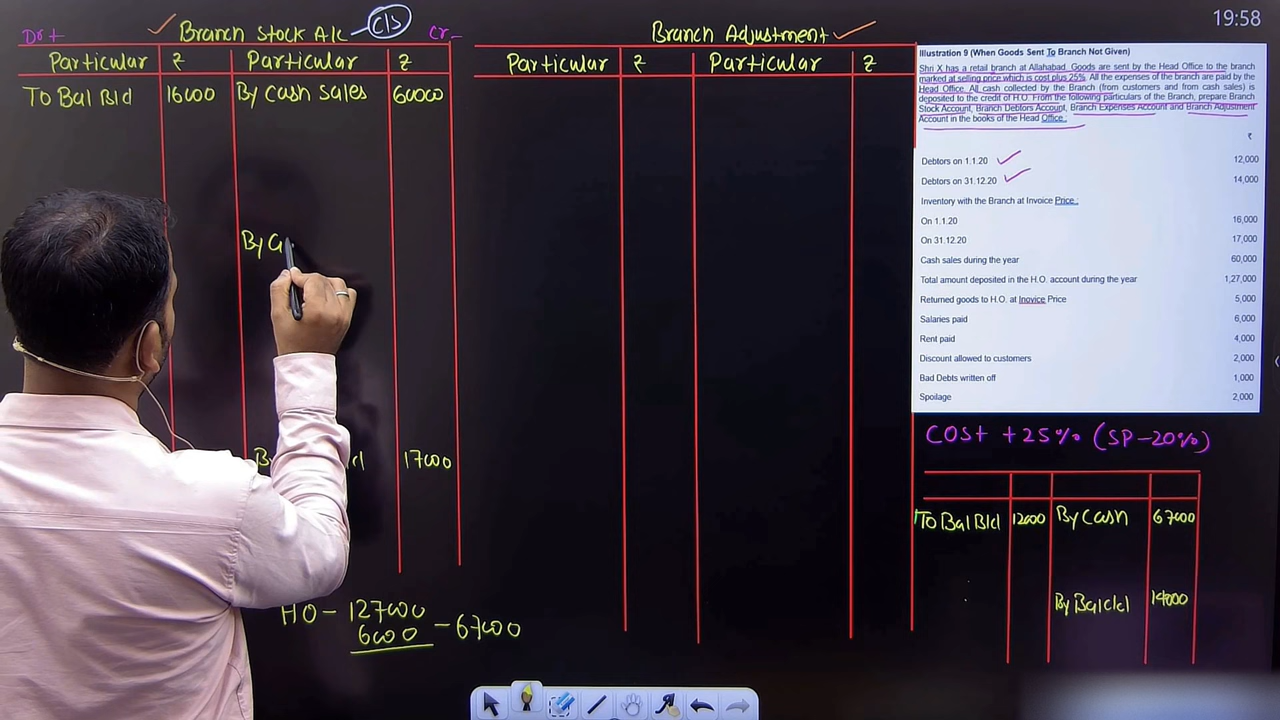 19:58
Dr+ Branch Stock A/c C/S Cr-
Particular ₹ Particular ₹
To Bal B/d 16000 By Cash Sales 60000
By G
17000
HO - 127000
6000 - 67000
Branch Adjustment
Particular ₹ Particular ₹
Illustration 9 (When Goods Sent To Branch Not Given)
Shri X has a retail branch at Allahabad. Goods are sent by the Head Office to the branch
marked at selling price which is cost plus 25%. All the expenses of the branch are paid by the
Head Office. All cash collected by the Branch (from customers and from cash sales) is
deposited to the credit of H.O. From the following particulars of the Branch, prepare Branch
Stock Account, Branch Debtors Account, Branch Expenses Account and Branch Adjustment
Account in the books of the Head Office :
₹
Debtors on 1.1.20 12,000
Debtors on 31.12.20 14,000
Inventory with the Branch at Invoice Price :
On 1.1.20 16,000
On 31.12.20 17,000
Cash sales during the year 60,000
Total amount deposited in the H.O. account during the year 1,27,000
Returned goods to H.O. at Inovice Price 5,000
Salaries paid 6,000
Rent paid 4,000
Discount allowed to customers 2,000
Bad Debts written off 1,000
Spoilage 2,000
Cost +25% (SP-20%)
To Bal B/d 12000 By Cash 67000
By Bal c/d 14000